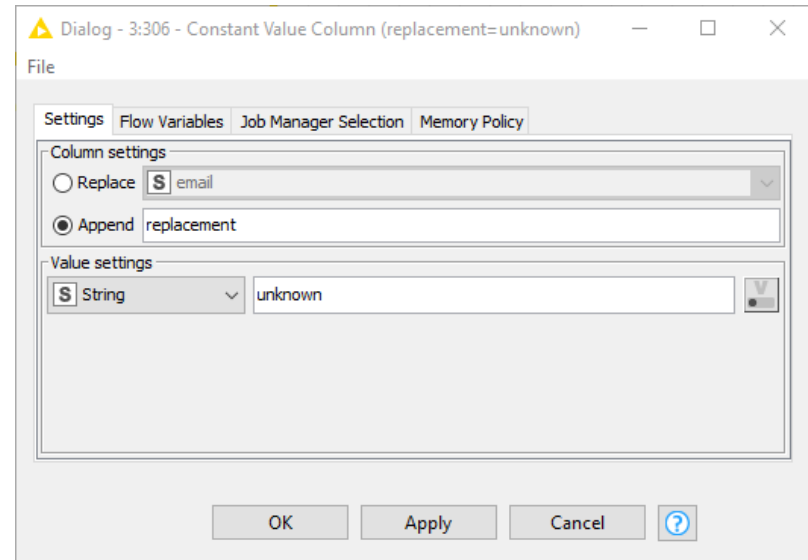 Dialog - 3:306 - Constant Value Column (replacement=unknown)
File
Settings Flow Variables Job Manager Selection Memory Policy
Column settings
Replace S email
Append replacement
Value settings
S String unknown V
OK Apply Cancel ?